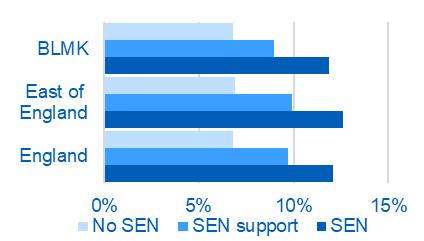 BLMK
East of
England
England
0% 5% 10% 15%
No SEN SEN support SEN